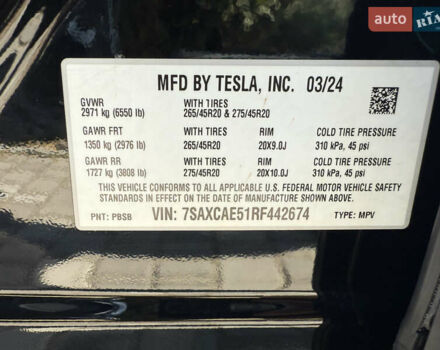 auto RIA
MFD BY TESLA, INC. 03/24
GVWR WITH TIRES
2971 kg (6550 lb) 265/45R20 & 275/45R20
GAWR FRT WITH TIRES RIM COLD TIRE PRESSURE
1350 kg (2976 lb) 265/45R20 20X9.0J 310 kPa, 45 psi
GAWR RR WITH TIRES RIM COLD TIRE PRESSURE
1727 kg (3808 lb) 275/45R20 20X10.0J 310 kPa, 45 psi
THIS VEHICLE CONFORMS TO ALL APPLICABLE U.S. FEDERAL MOTOR VEHICLE SAFETY
STANDARDS IN EFFECT ON THE DATE OF MANUFACTURE SHOWN ABOVE.
PNT: PBSB VIN: 7SAXCAE51RF442674 TYPE: MPV